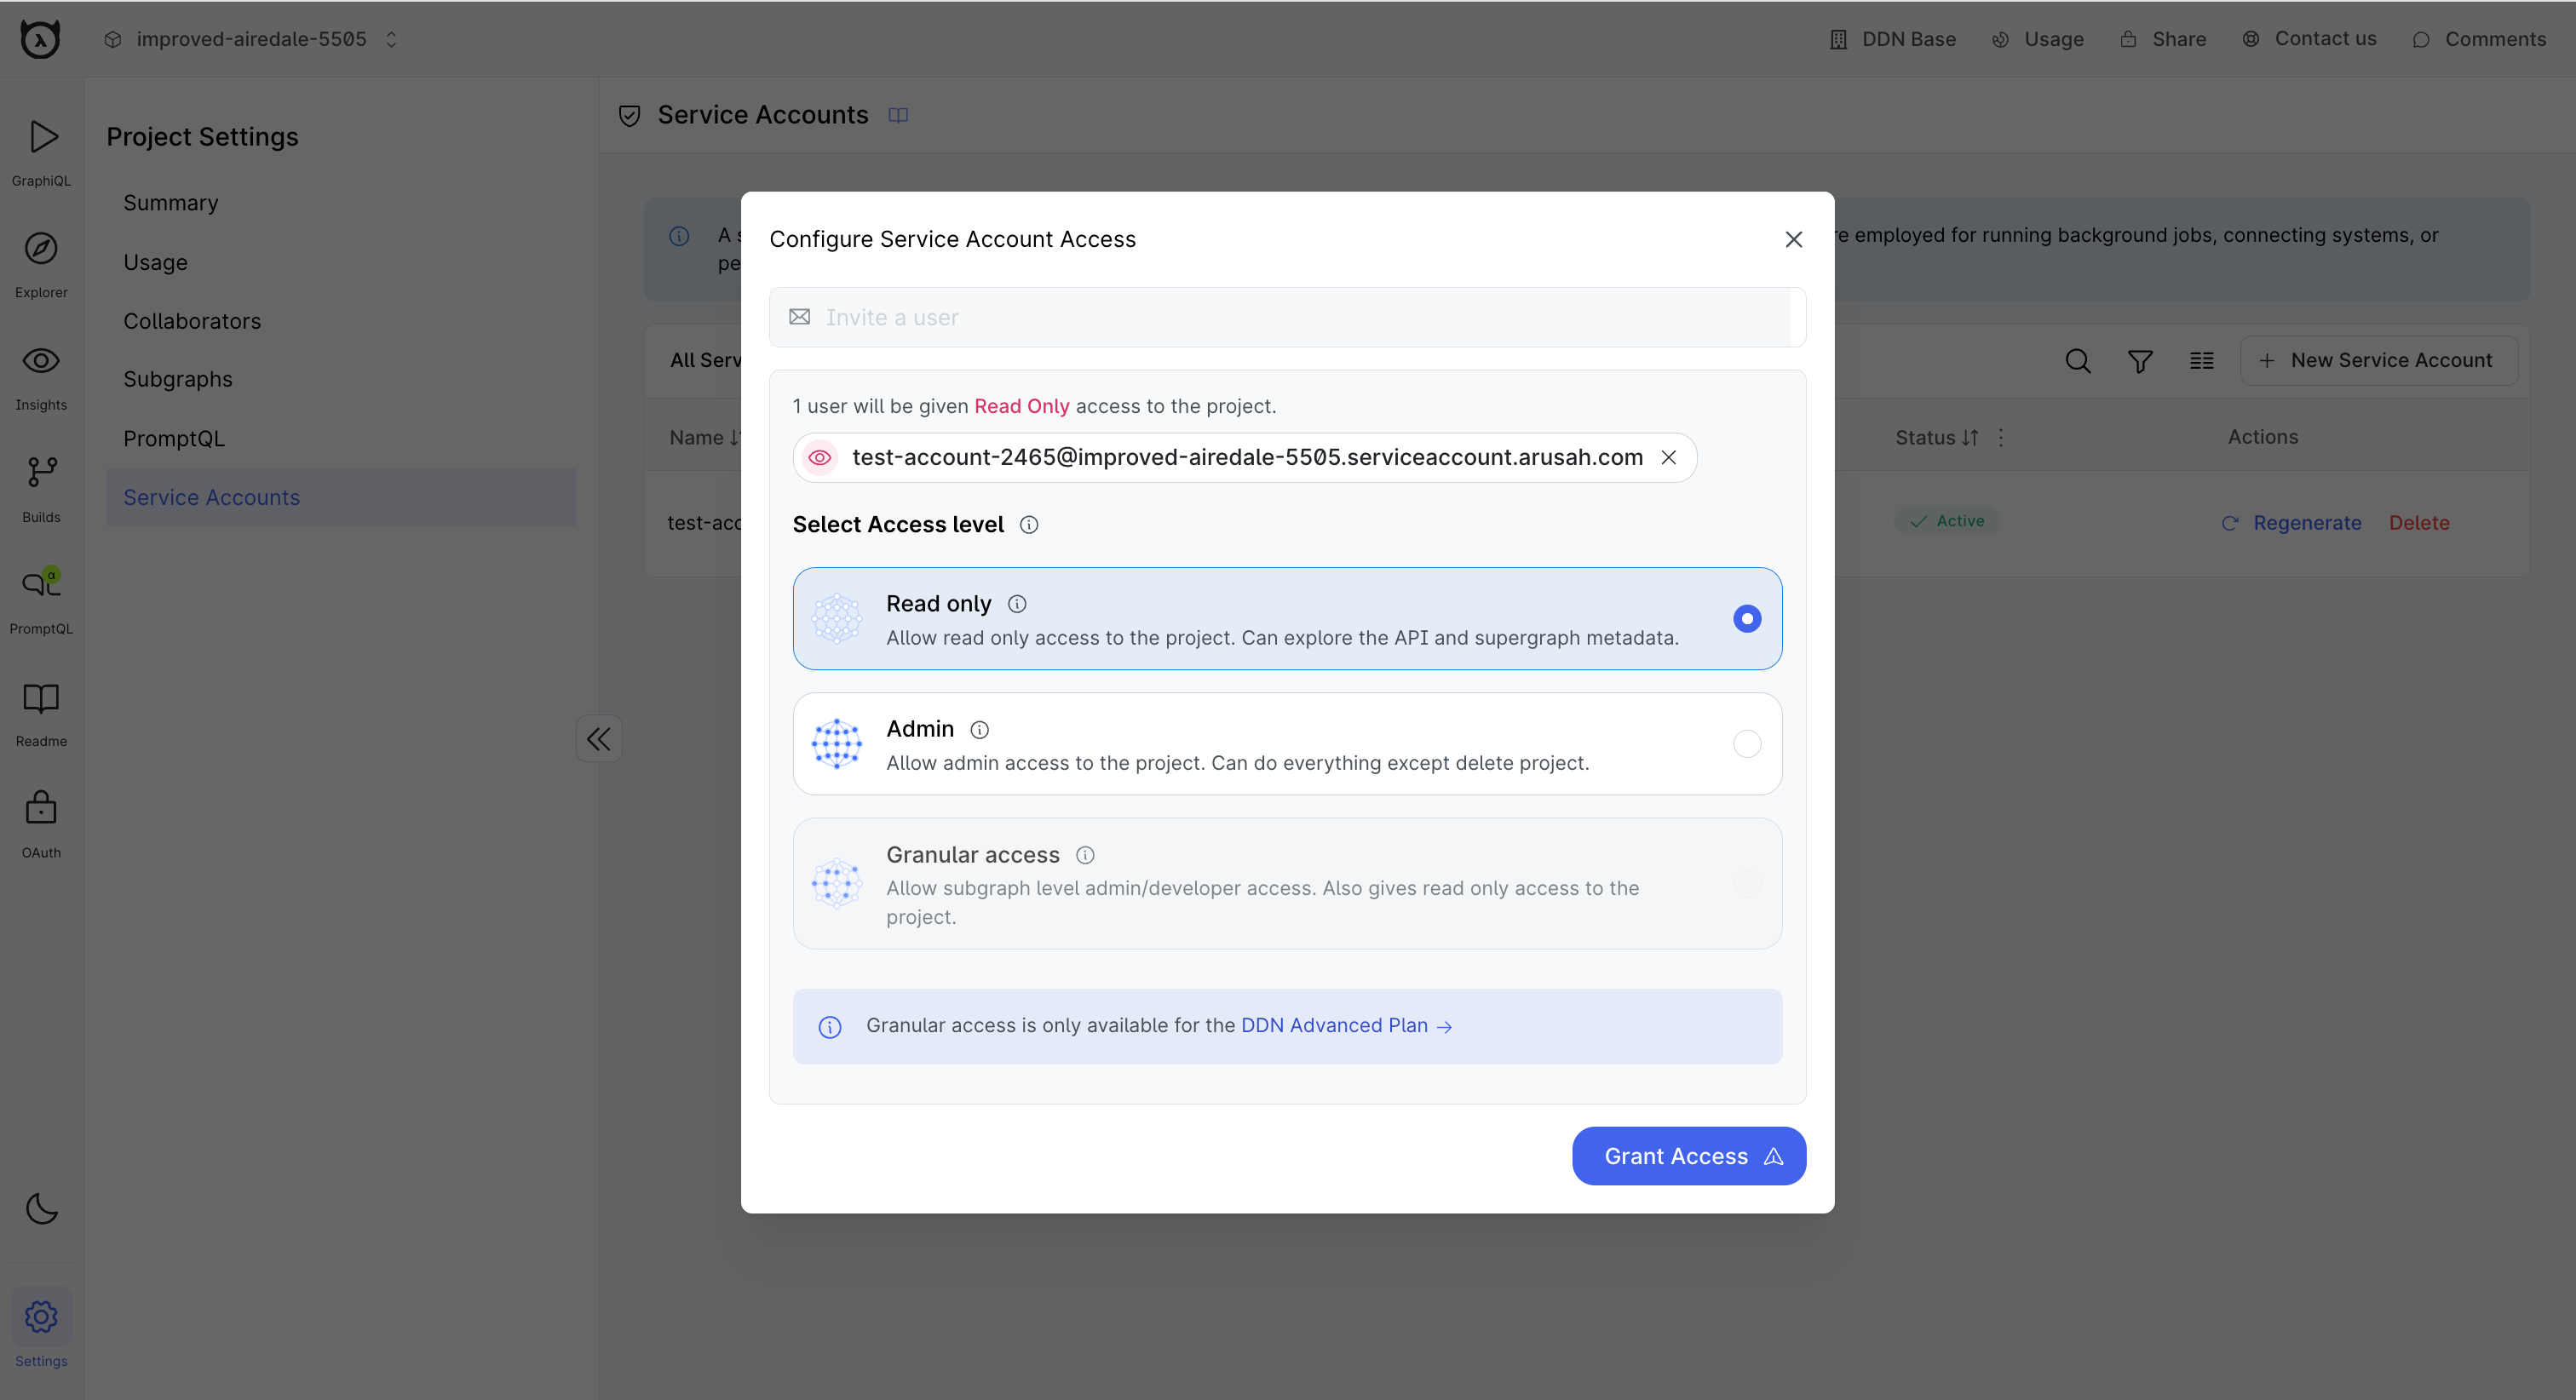 improved-airedale-5505
DDN Base
Usage
Share
Contact us
Comments
GraphiQL
Explorer
Insights
Builds
α
PromptQL
Readme
OAuth
Settings
Project Settings
Summary
Usage
Collaborators
Subgraphs
PromptQL
Service Accounts
Service Accounts
A s
re employed for running background jobs, connecting systems, or
pe
All Serv
New Service Account
Name
Status
Actions
test-acc
Active
Regenerate
Delete
Configure Service Account Access
Invite a user
1 user will be given Read Only access to the project.
test-account-2465@improved-airedale-5505.serviceaccount.arusah.com
Select Access level
Read only
Allow read only access to the project. Can explore the API and supergraph metadata.
Admin
Allow admin access to the project. Can do everything except delete project.
Granular access
Allow subgraph level admin/developer access. Also gives read only access to the
project.
Granular access is only available for the DDN Advanced Plan →
Grant Access